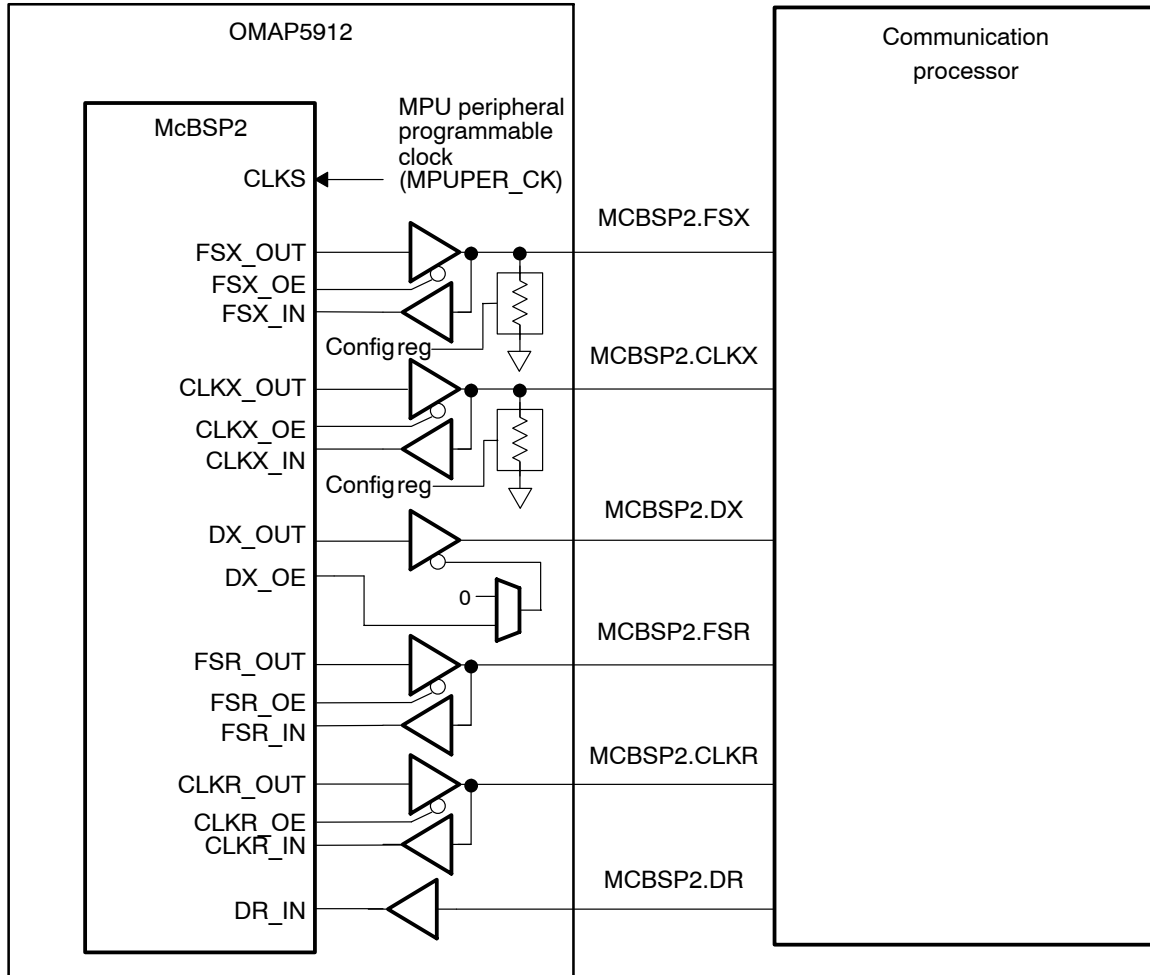 OMAP5912
Communication
processor
McBSP2
MPU peripheral
programmable
clock
(MPUPER_CK)
CLKS
MCBSP2.FSX
FSX_OUT
FSX_OE
FSX_IN
Config reg
MCBSP2.CLKX
CLKX_OUT
CLKX_OE
CLKX_IN
Config reg
MCBSP2.DX
DX_OUT
DX_OE
0
MCBSP2.FSR
FSR_OUT
FSR_OE
FSR_IN
MCBSP2.CLKR
CLKR_OUT
CLKR_OE
CLKR_IN
MCBSP2.DR
DR_IN